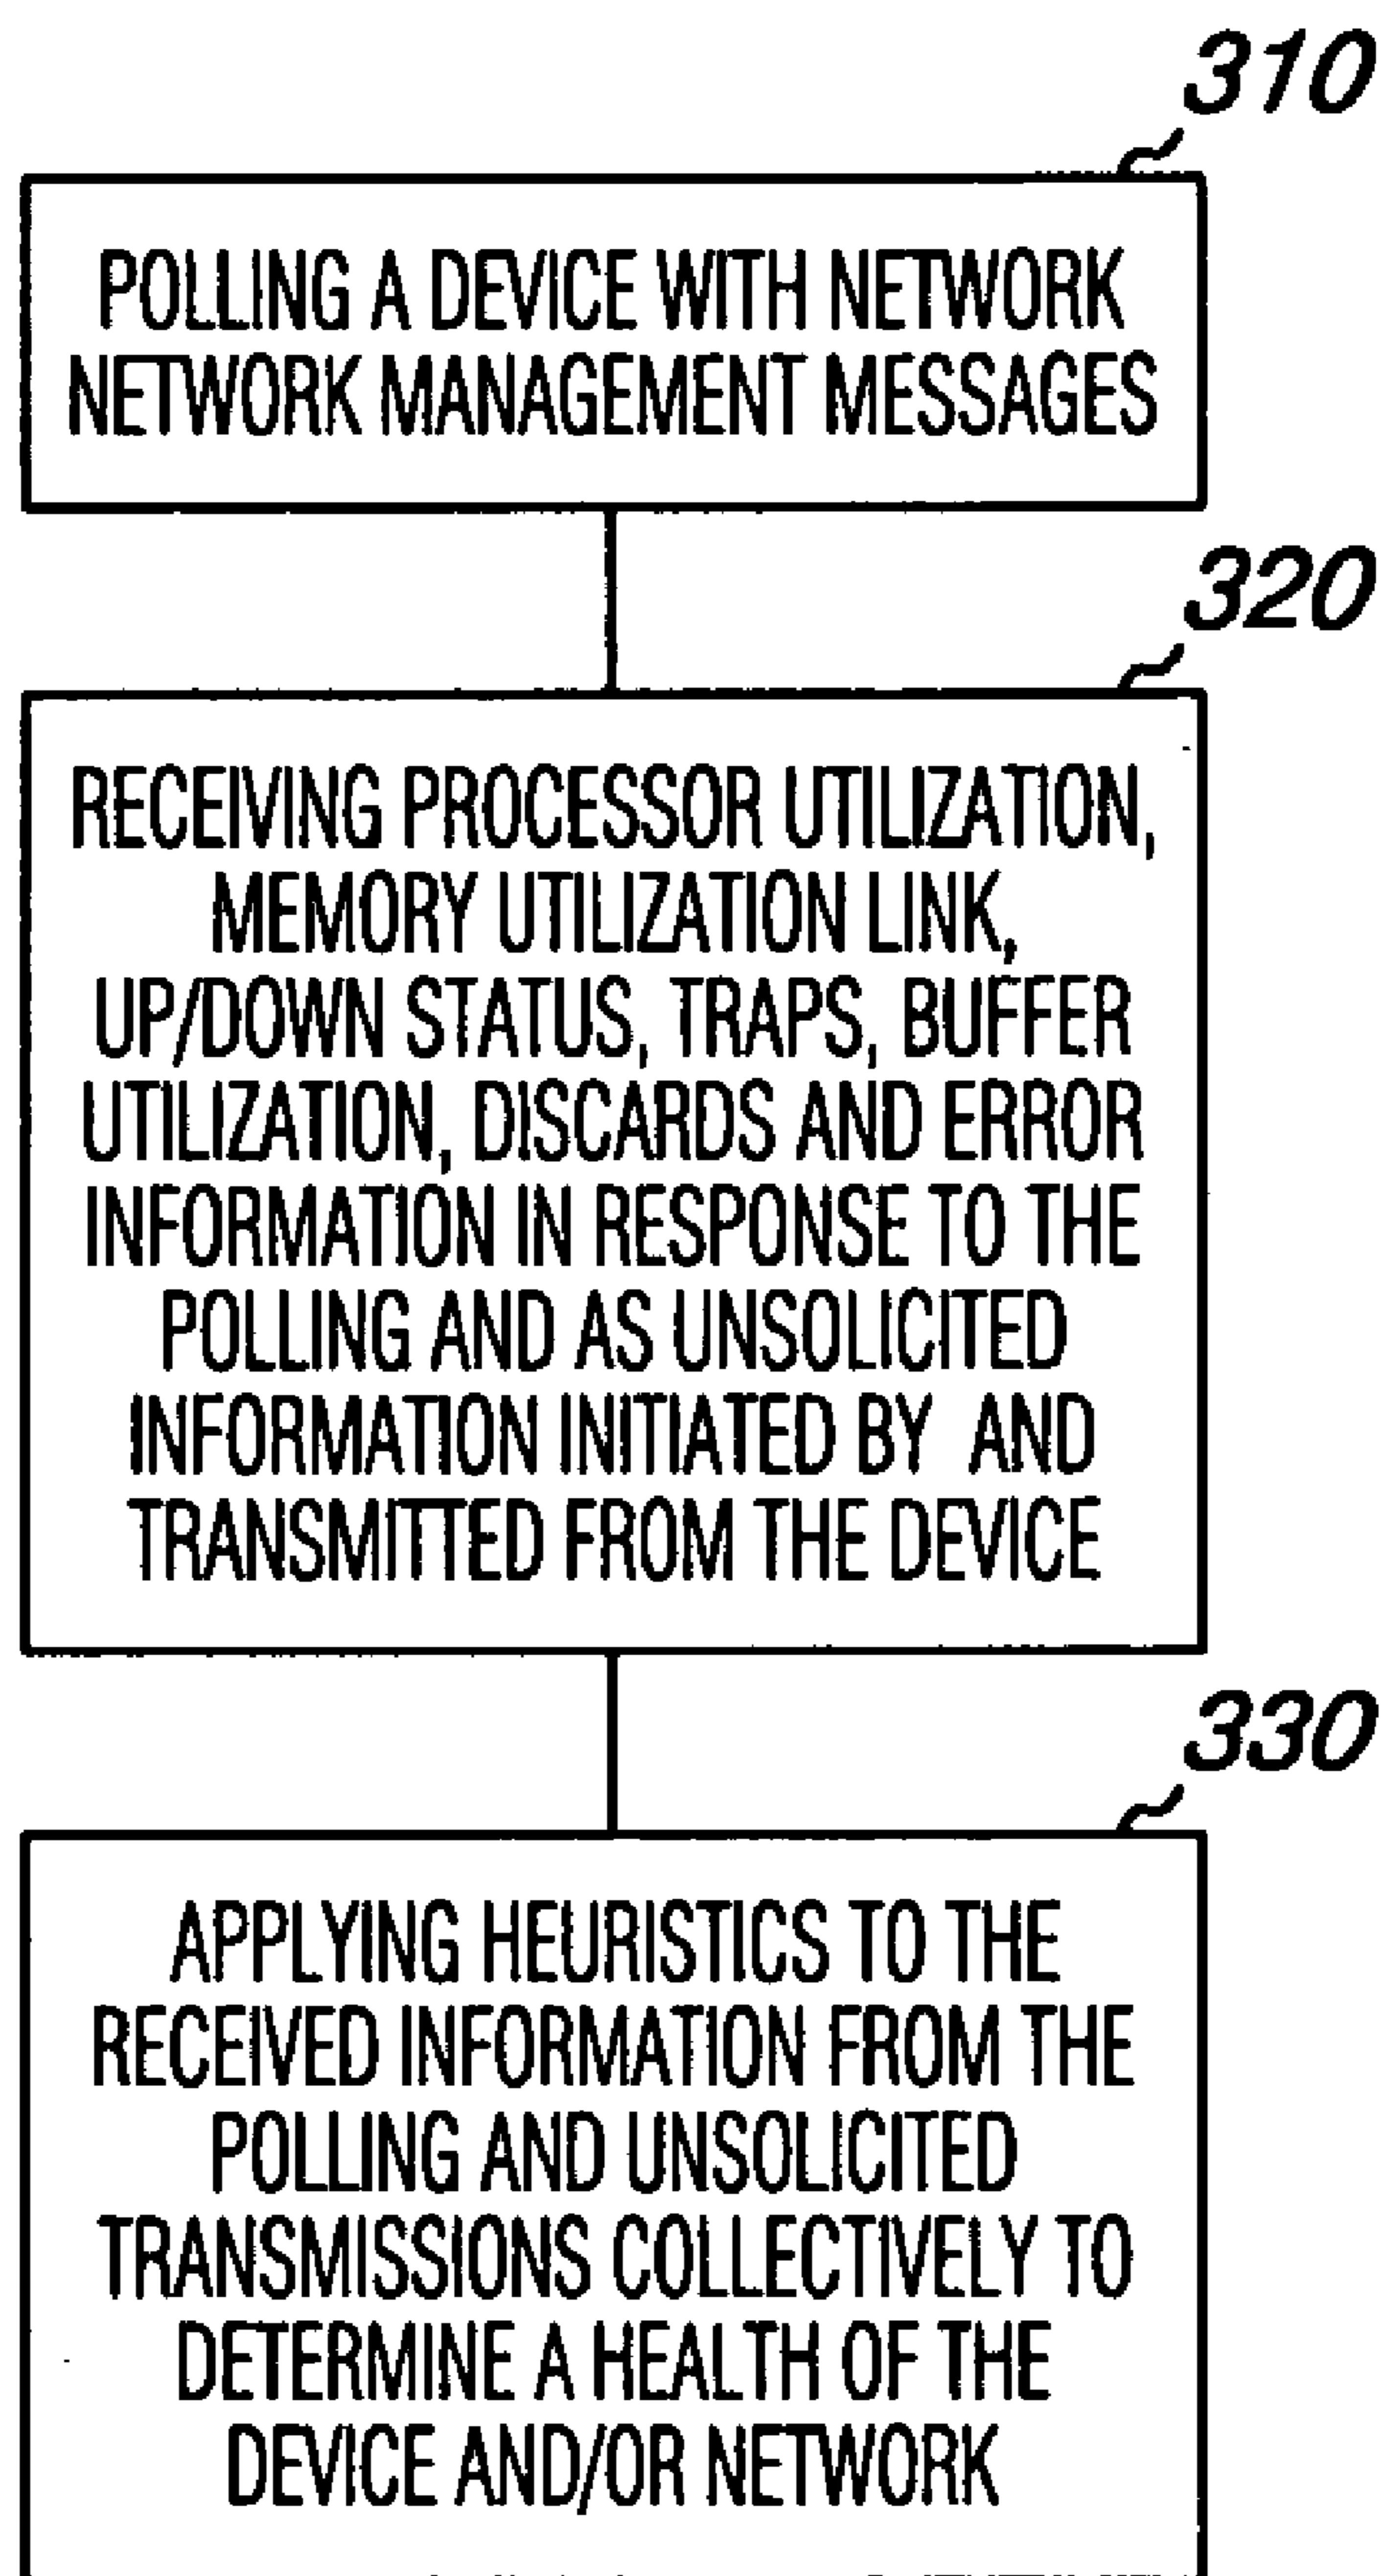 310
POLLING A DEVICE WITH NETWORK
NETWORK MANAGEMENT MESSAGES
320
RECEIVING PROCESSOR UTILIZATION,
MEMORY UTILIZATION LINK,
UP/DOWN STATUS, TRAPS, BUFFER
UTILIZATION, DISCARDS AND ERROR
INFORMATION IN RESPONSE TO THE
POLLING AND AS UNSOLICITED
INFORMATION INITIATED BY AND
TRANSMITTED FROM THE DEVICE
330
APPLYING HEURISTICS TO THE
RECEIVED INFORMATION FROM THE
POLLING AND UNSOLICITED
TRANSMISSIONS COLLECTIVELY TO
DETERMINE A HEALTH OF THE
DEVICE AND/OR NETWORK